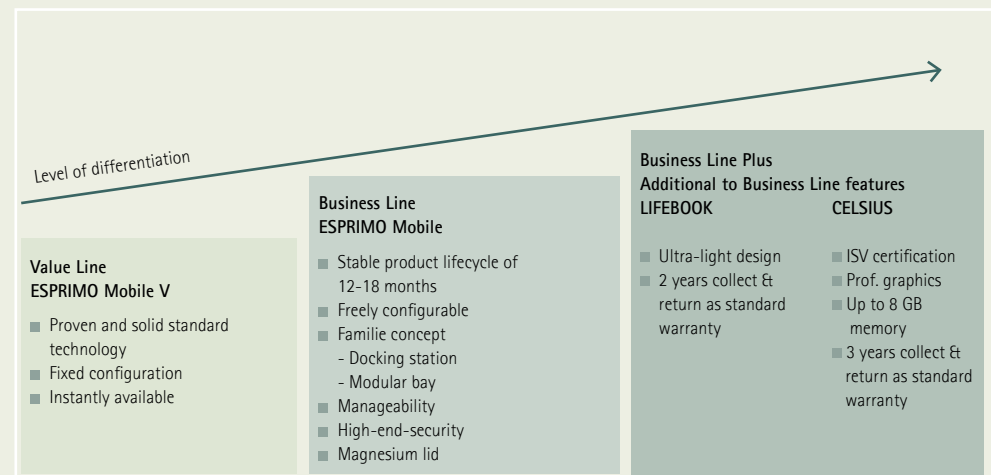 Level of differentiation
Value Line
ESPRIMO Mobile V
Proven and solid standard
technology
Fixed configuration
Instantly available
Business Line
ESPRIMO Mobile
Stable product lifecycle of
12-18 months
Freely configurable
Familie concept
- Docking station
- Modular bay
Manageability
High-end-security
Magnesium lid
Business Line Plus
Additional to Business Line features
LIFEBOOK
Ultra-light design
2 years collect &
return as standard
warranty
CELSIUS
ISV certification
Prof. graphics
Up to 8 GB
memory
3 years collect &
return as standard
warranty